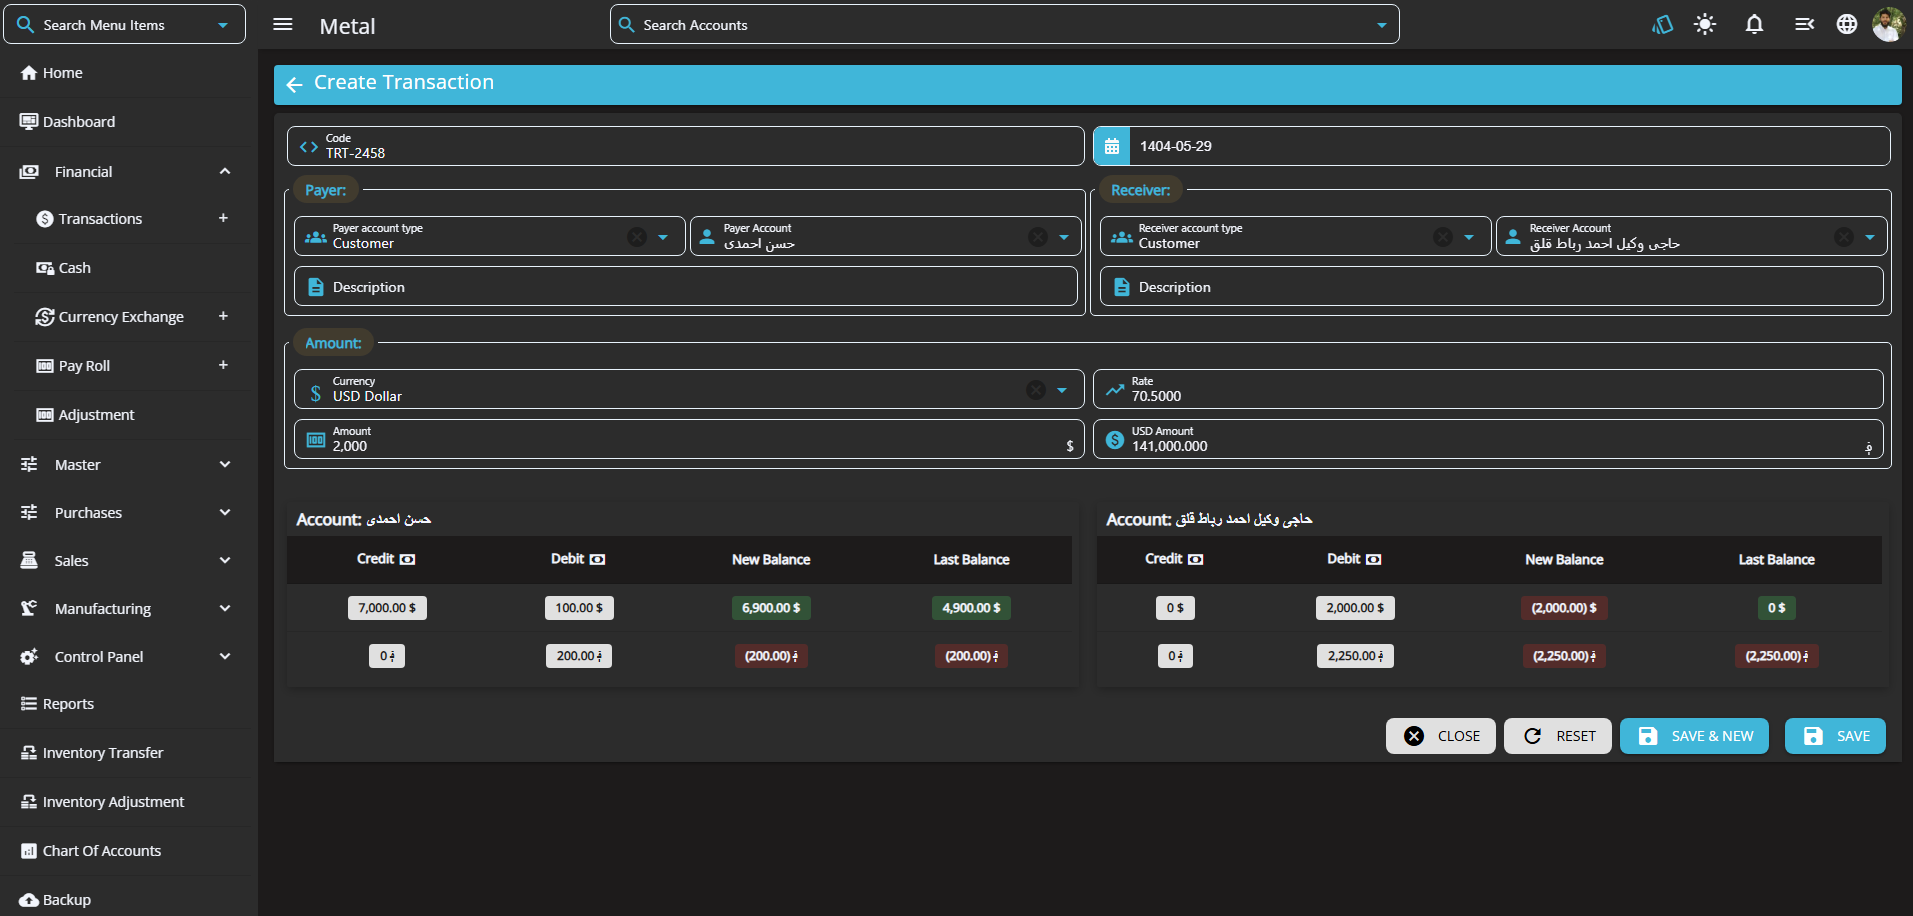 Search Menu Items
Metal
Search Accounts
Home
Dashboard
Financial
Transactions +
Cash
Currency Exchange +
Pay Roll +
Adjustment
Master
Purchases
Sales
Manufacturing
Control Panel
Reports
Inventory Transfer
Inventory Adjustment
Chart Of Accounts
Backup
Create Transaction
Code
TRT-2458
1404-05-29
Payer:
Payer account type
Customer
Payer Account
حسن احمدی
Description
Receiver:
Receiver account type
Customer
Receiver Account
حاجی وکیل احمد رباط قلق
Description
Amount:
Currency
USD Dollar
Rate
70.5000
Amount
2,000 $
USD Amount
141,000.000 ؋
Account: حسن احمدی
Credit Debit New Balance Last Balance
7,000.00 $ 100.00 $ 6,900.00 $ 4,900.00 $
0 ؋ 200.00 ؋ (200.00) ؋ (200.00) ؋
Account: حاجی وکیل احمد رباط قلق
Credit Debit New Balance Last Balance
0 $ 2,000.00 $ (2,000.00) $ 0 $
0 ؋ 2,250.00 ؋ (2,250.00) ؋ (2,250.00) ؋
CLOSE
RESET
SAVE & NEW
SAVE